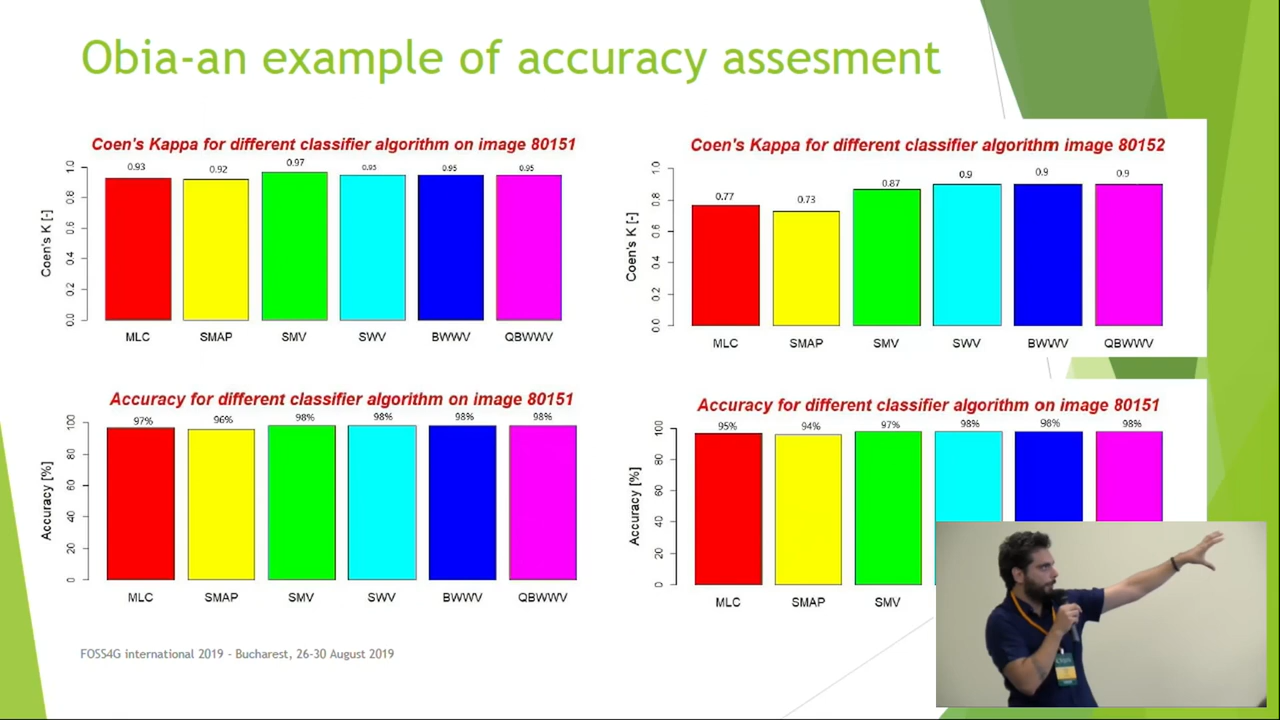 Obia-an example of accuracy assesment
Coen's Kappa for different classifier algorithm on image 80151
0.93 0.92 0.97 0.95 0.95 0.95
Coen's K [-]
0.0 0.2 0.4 0.6 0.8 1.0
MLC SMAP SMV SWV BWWV QBWWV
Coen's Kappa for different classifier algorithm image 80152
0.77 0.73 0.87 0.9 0.9 0.9
Coen's K [-]
0.0 0.2 0.4 0.6 0.8 1.0
MLC SMAP SMV SWV BWWV QBWWV
Accuracy for different classifier algorithm on image 80151
97% 96% 98% 98% 98% 98%
Accuracy [%]
0 20 40 60 80 100
MLC SMAP SMV SWV BWWV QBWWV
Accuracy for different classifier algorithm on image 80151
95% 94% 97% 98% 98% 98%
Accuracy [%]
0 20 40 60 80 100
MLC SMAP SMV
FOSS4G international 2019 - Bucharest, 26-30 August 2019